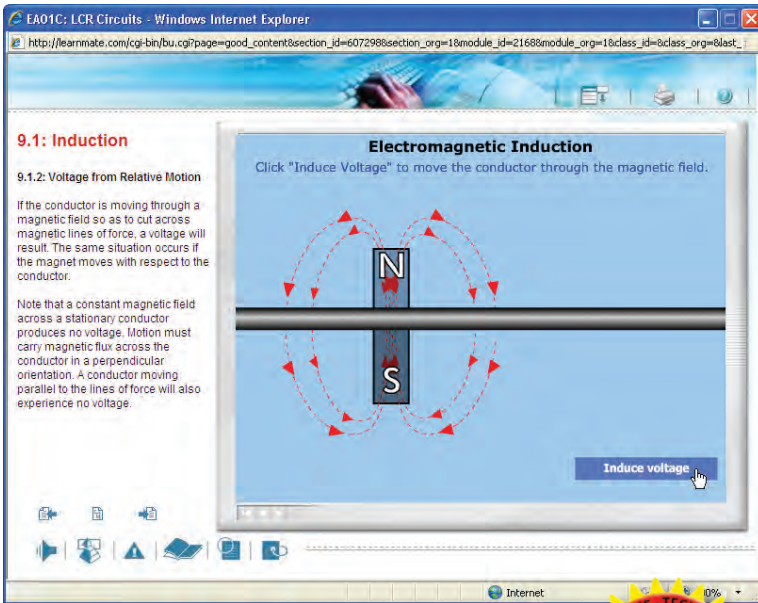 EA01C: LCR Circuits - Windows Internet Explorer
http://learnmate.com/cgi-bin/bu.cgi?page=good_content&section_id=607298&section_org=1&module_id=2168&module_org=1&class_id=&class_org=&last_
9.1: Induction
9.1.2: Voltage from Relative Motion
If the conductor is moving through a
magnetic field so as to cut across
magnetic lines of force, a voltage will
result. The same situation occurs if
the magnet moves with respect to the
conductor.
Note that a constant magnetic field
across a stationary conductor
produces no voltage. Motion must
carry magnetic flux across the
conductor in a perpendicular
orientation. A conductor moving
parallel to the lines of force will also
experience no voltage.
Electromagnetic Induction
Click "Induce Voltage" to move the conductor through the magnetic field.
N
S
Induce voltage
Internet